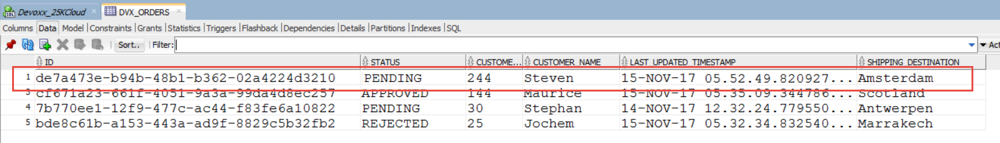 Devoxx_25KCloud DVX_ORDERS
Columns Data Model Constraints Grants Statistics Triggers Flashback Dependencies Details Partitions Indexes SQL
Sort.. Filter: Act
ID STATUS CUSTOME... CUSTOMER_NAME LAST_UPDATED_TIMESTAMP SHIPPING_DESTINATION
1 de7a473e-b94b-48b1-b362-02a4224d3210 PENDING 244 Steven 15-NOV-17 05.52.49.820927... Amsterdam
3 cf671a23-661f-4051-9a3a-99da4d8ec257 APPROVED 144 Maurice 15-NOV-17 05.35.09.344786... Scotland
4 7b770ee1-12f9-477c-ac44-f83fe6a10822 PENDING 30 Stephan 14-NOV-17 12.32.24.779550... Antwerpen
5 bde8c61b-a153-443a-ad9f-8829c5b32fb2 REJECTED 25 Jochem 15-NOV-17 05.32.34.832540... Marrakech